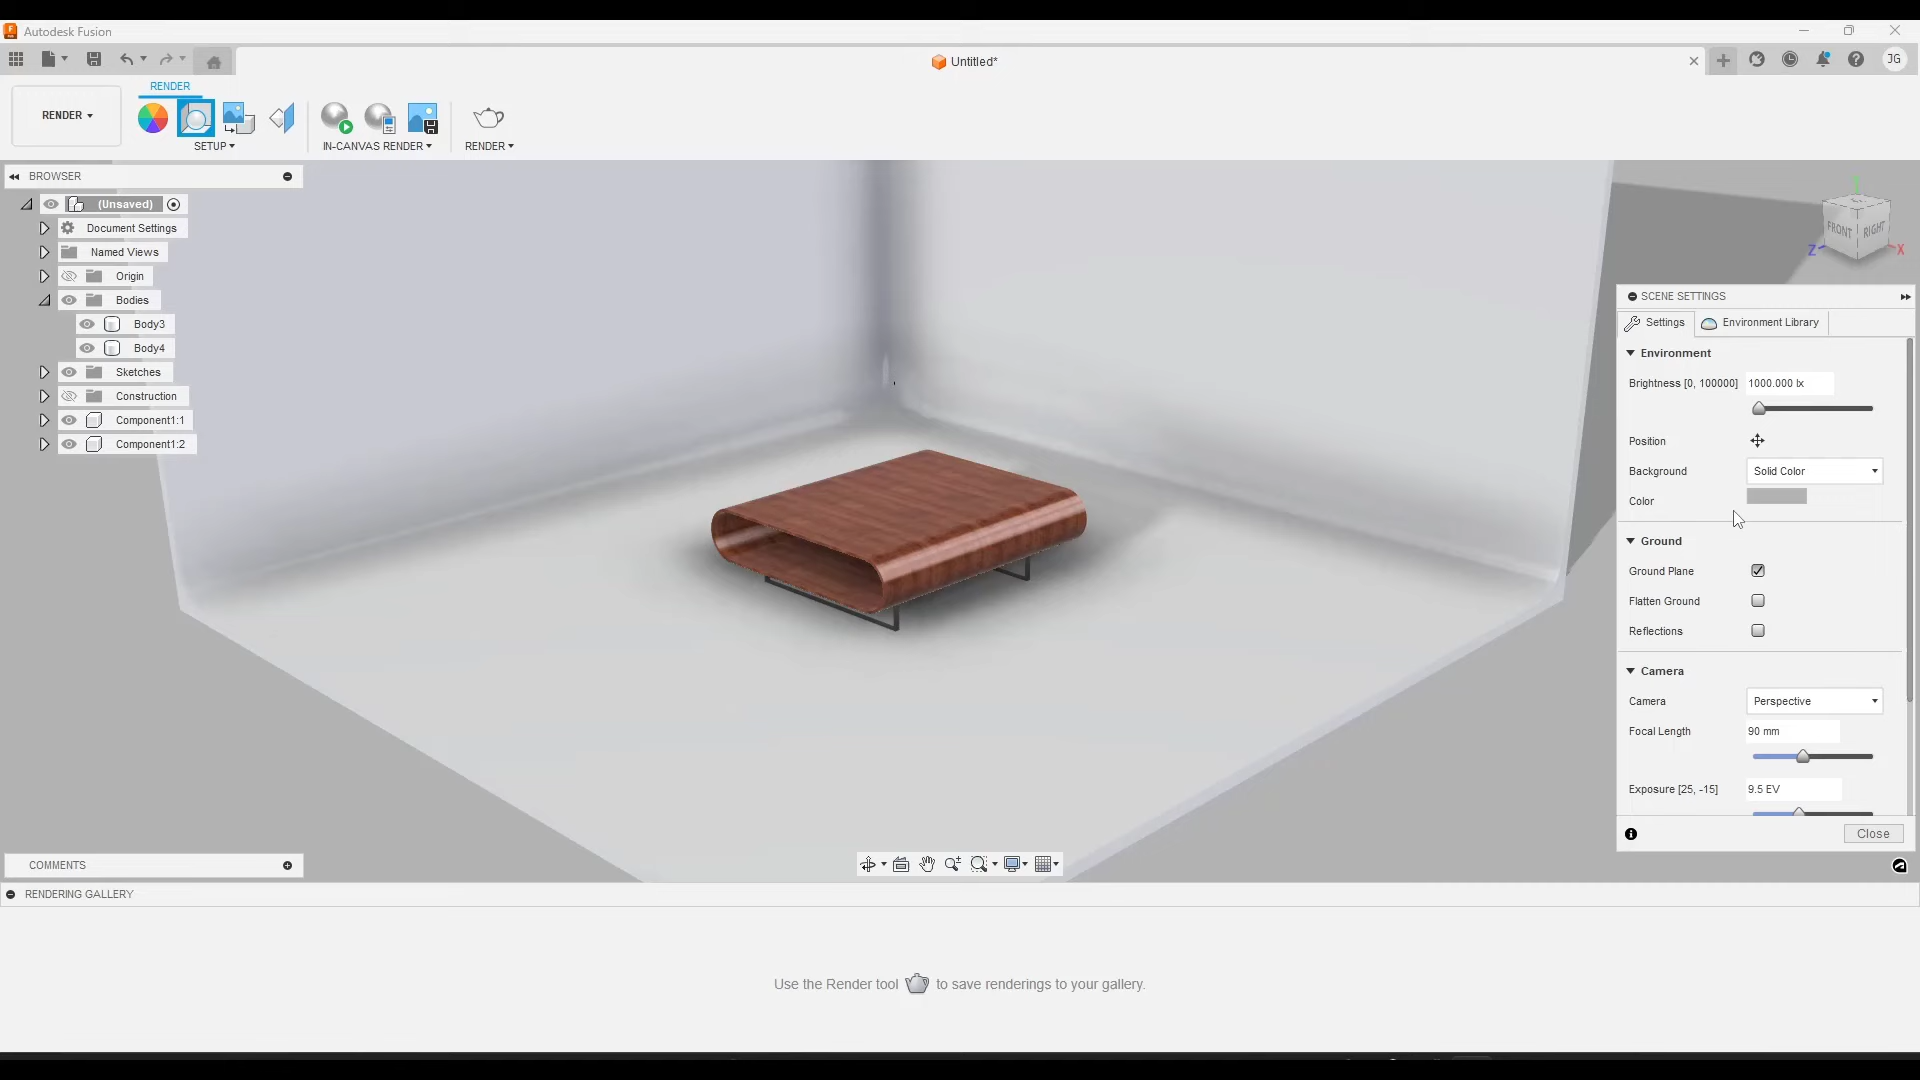 Autodesk Fusion
Untitled*
JG
RENDER
RENDER
SETUP
IN-CANVAS RENDER
RENDER
BROWSER
(Unsaved)
Document Settings
Named Views
Origin
Bodies
Body3
Body4
Sketches
Construction
Component1:1
Component1:2
FRONT
RIGHT
Z
X
SCENE SETTINGS
Settings
Environment Library
Environment
Brightness [0, 100000] 1000.000 lx
Position
Background Solid Color
Color
Ground
Ground Plane
Flatten Ground
Reflections
Camera
Camera Perspective
Focal Length 90 mm
Exposure [25, -15] 9.5 EV
Close
COMMENTS
RENDERING GALLERY
Use the Render tool to save renderings to your gallery.